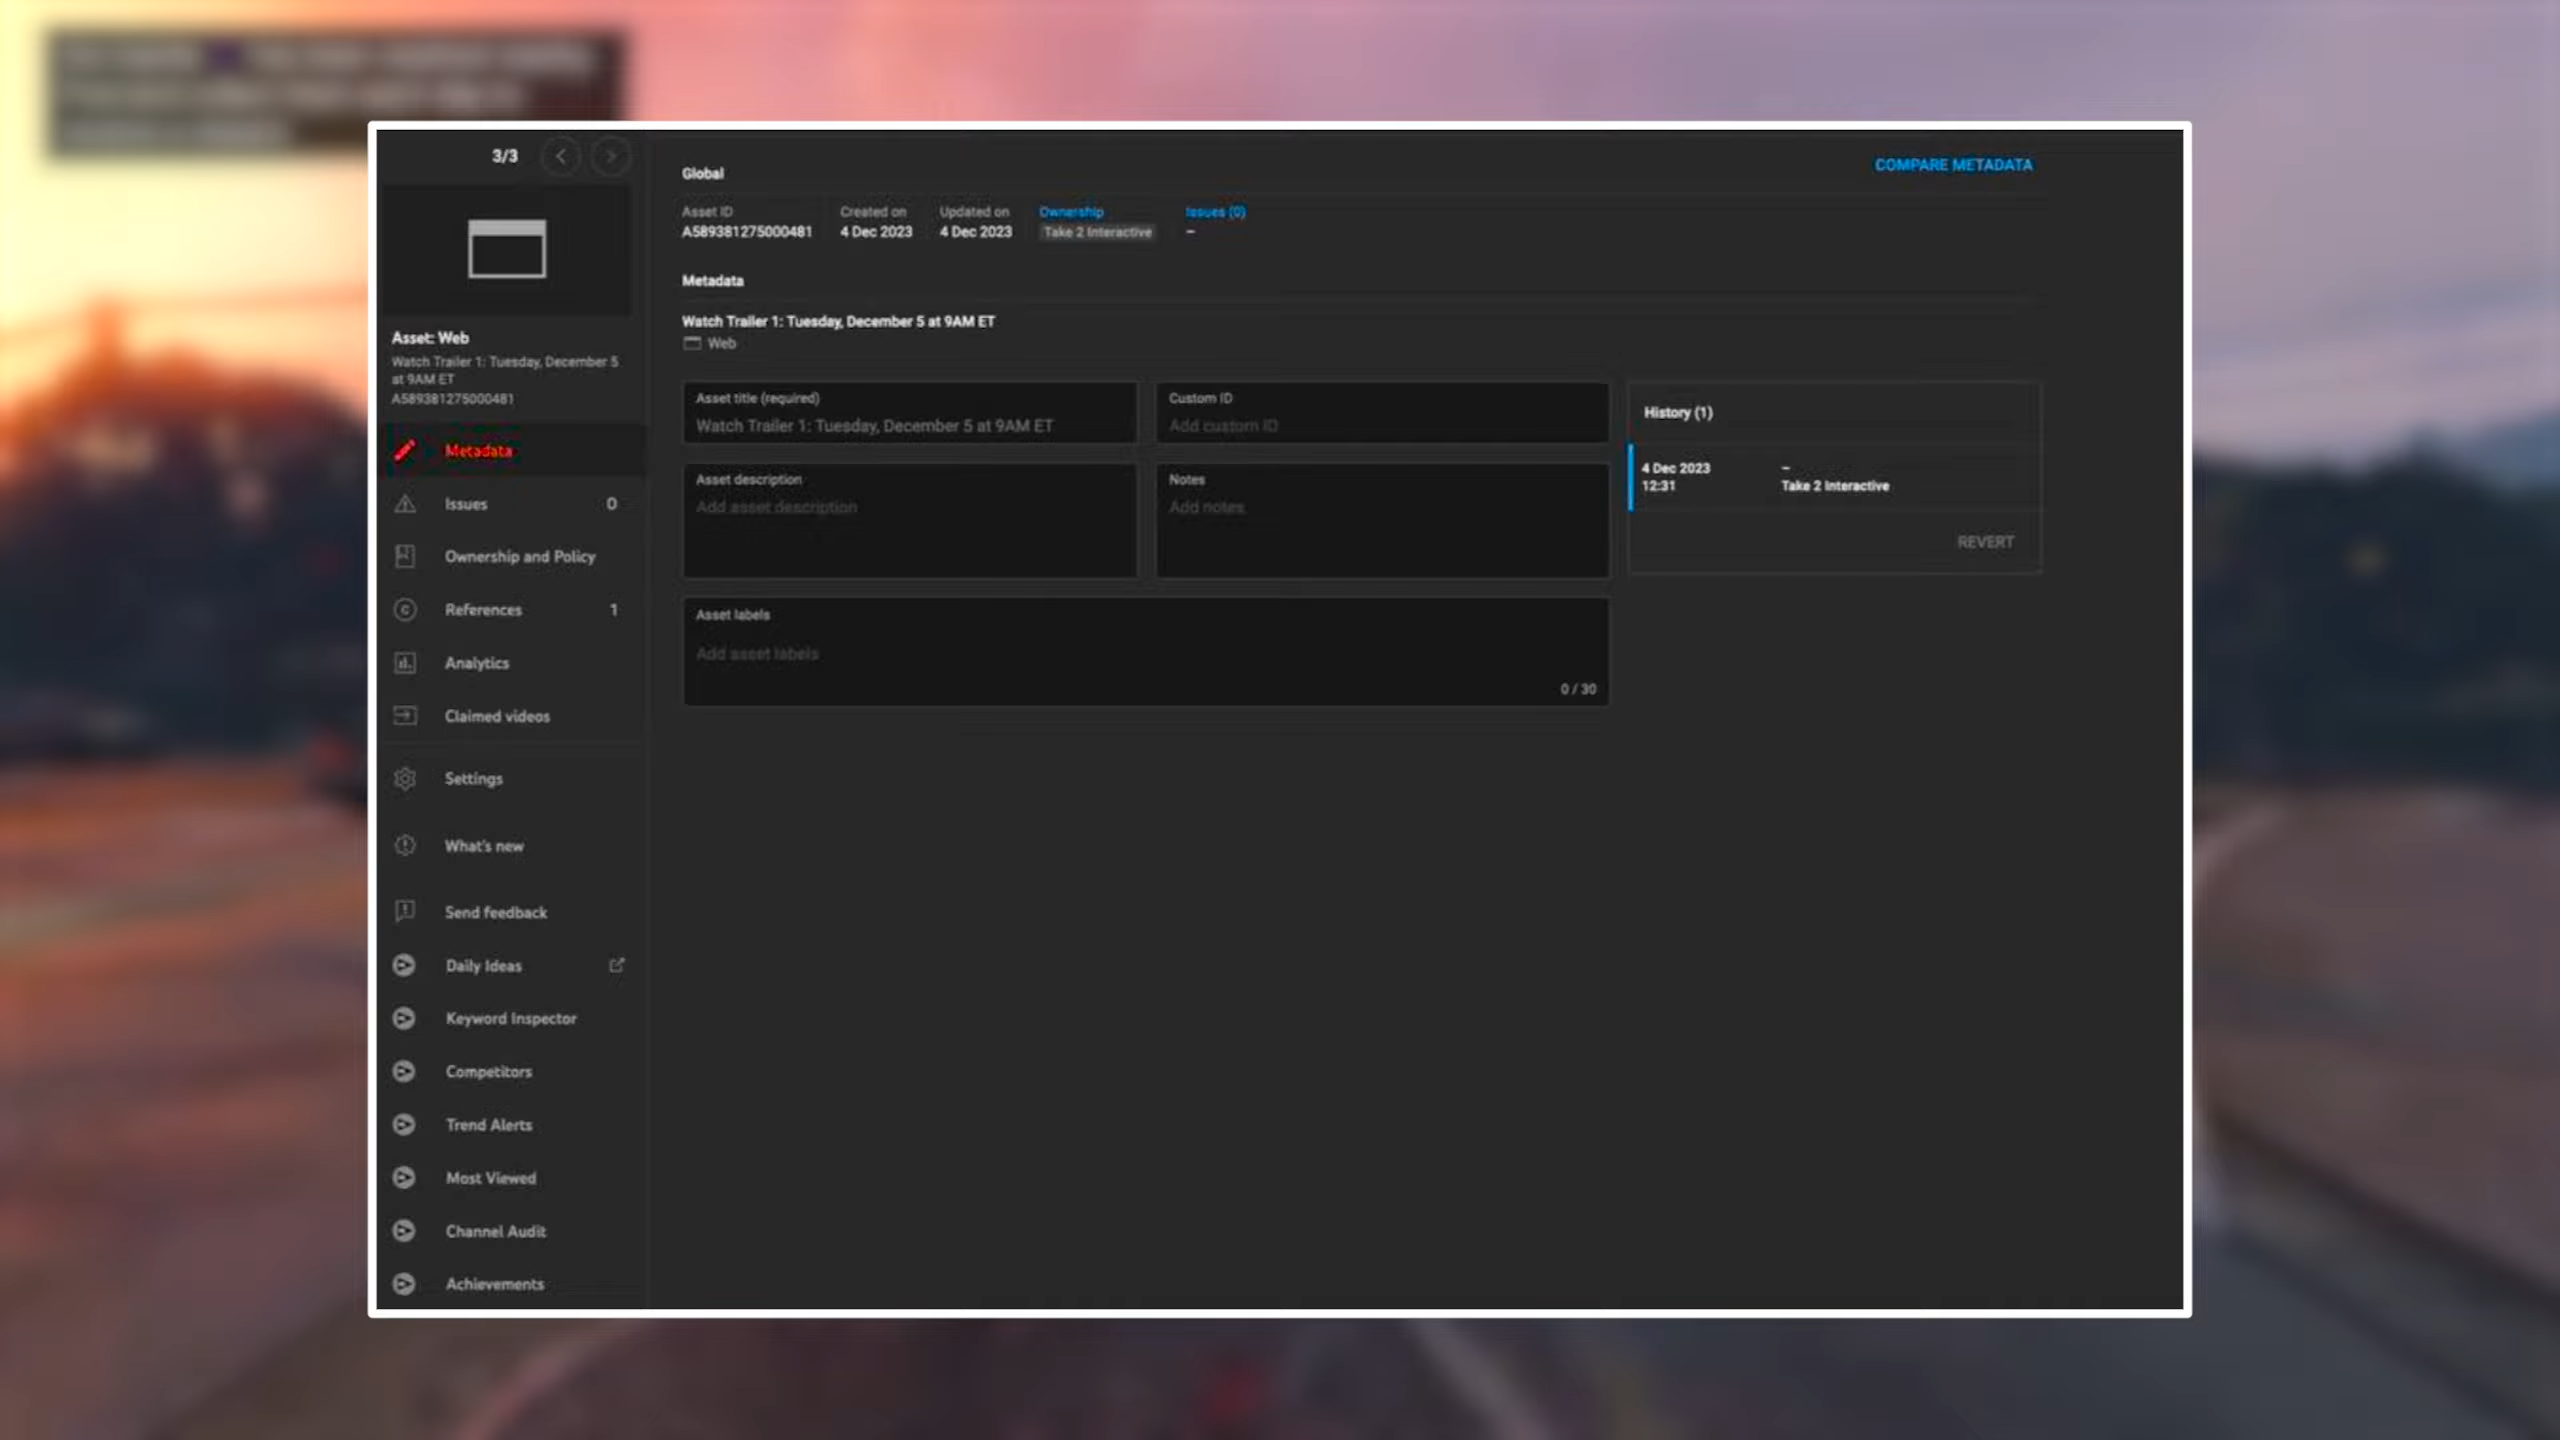 3/3
Asset: Web
Watch Trailer 1: Tuesday, December 5
at 9AM ET
A589381275000481
Metadata
Issues 0
Ownership and Policy
References 1
Analytics
Claimed videos
Settings
What's new
Send feedback
Daily Ideas
Keyword Inspector
Competitors
Trend Alerts
Most Viewed
Channel Audit
Achievements
Global
COMPARE METADATA
Asset ID Created on Updated on Ownership Issues (0)
A589381275000481 4 Dec 2023 4 Dec 2023 Take 2 Interactive –
Metadata
Watch Trailer 1: Tuesday, December 5 at 9AM ET
Web
Asset title (required)
Watch Trailer 1: Tuesday, December 5 at 9AM ET
Custom ID
Add custom ID
Asset description
Add asset description
Notes
Add notes
Asset labels
Add asset labels
0 / 30
History (1)
4 Dec 2023 –
12:31 Take 2 Interactive
REVERT